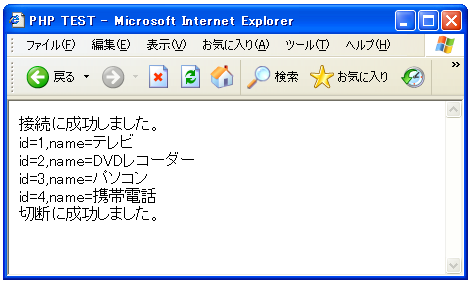 PHP TEST - Microsoft Internet Explorer
ファイル(F) 編集(E) 表示(V) お気に入り(A) ツール(T) ヘルプ(H)
戻る 検索 お気に入り »
接続に成功しました。
id=1,name=テレビ
id=2,name=DVDレコーダー
id=3,name=パソコン
id=4,name=携帯電話
切断に成功しました。